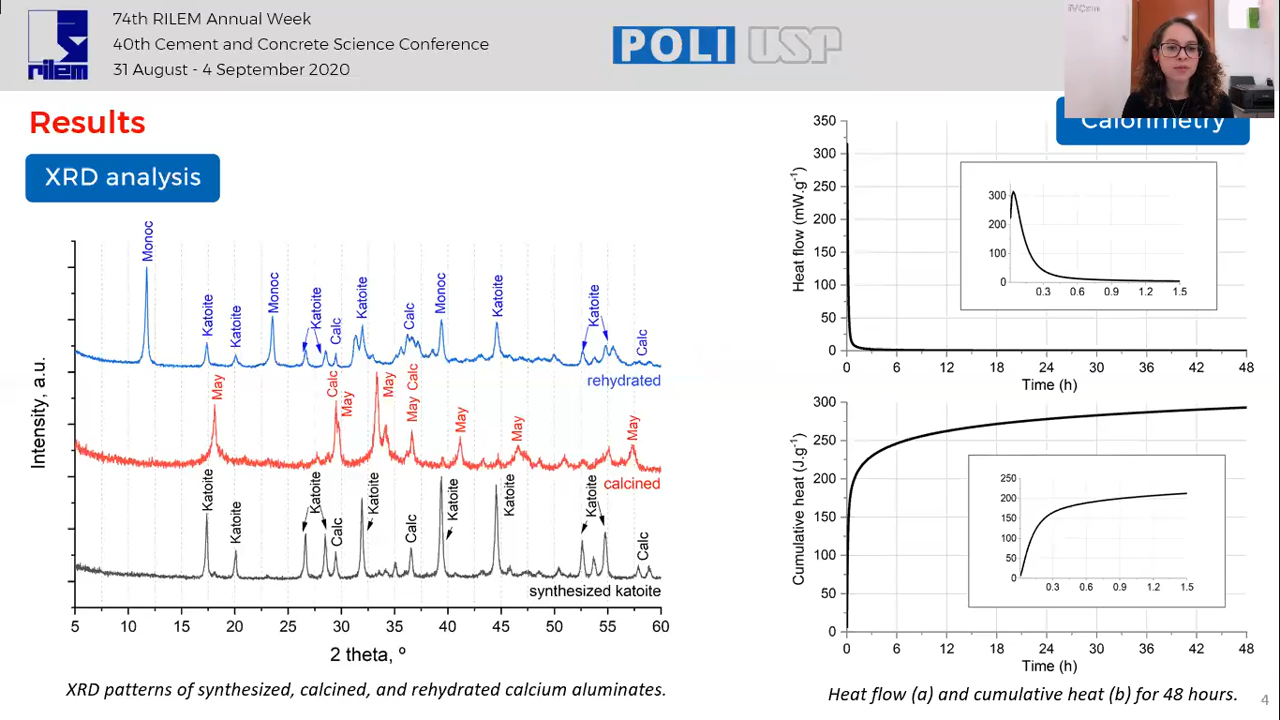 74th RILEM Annual Week
40th Cement and Concrete Science Conference
31 August - 4 September 2020
rilem
POLI USP
Results
XRD analysis
Calorimetry
Intensity, a.u.
Monoc
Katoite
Katoite
Monoc
Katoite
Calc
Katoite
Calc
Monoc
Katoite
Katoite
Calc
rehydrated
May
Calc
May
May
May
Calc
May
May
May
calcined
Katoite
Katoite
Katoite
Calc
Katoite
Calc
Katoite
Katoite
Katoite
Calc
synthesized katoite
5 10 15 20 25 30 35 40 45 50 55 60
2 theta, º
XRD patterns of synthesized, calcined, and rehydrated calcium aluminates.
Heat flow (mW.g-1)
350
300
250
200
150
100
50
0
300
200
100
0
0.3 0.6 0.9 1.2 1.5
0 6 12 18 24 30 36 42 48
Time (h)
Cumulative heat (J.g-1)
300
250
200
150
100
50
0
250
200
150
100
50
0
0.3 0.6 0.9 1.2 1.5
0 6 12 18 24 30 36 42 48
Time (h)
Heat flow (a) and cumulative heat (b) for 48 hours.
4